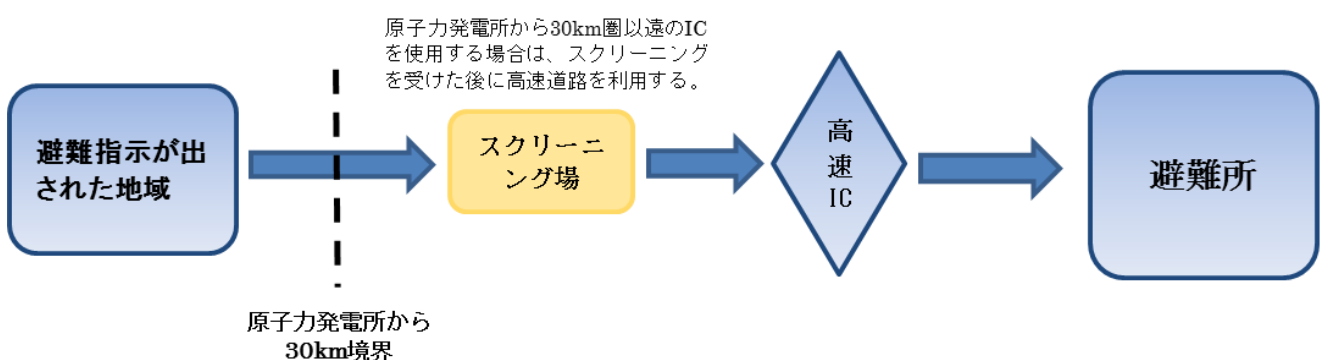 原子力発電所から30km圏以遠のIC
を使用する場合は、スクリーニング
を受けた後に高速道路を利用する。
避難指示が出
された地域
スクリーニ
ング場
高
速
IC
避難所
原子力発電所から
30km境界